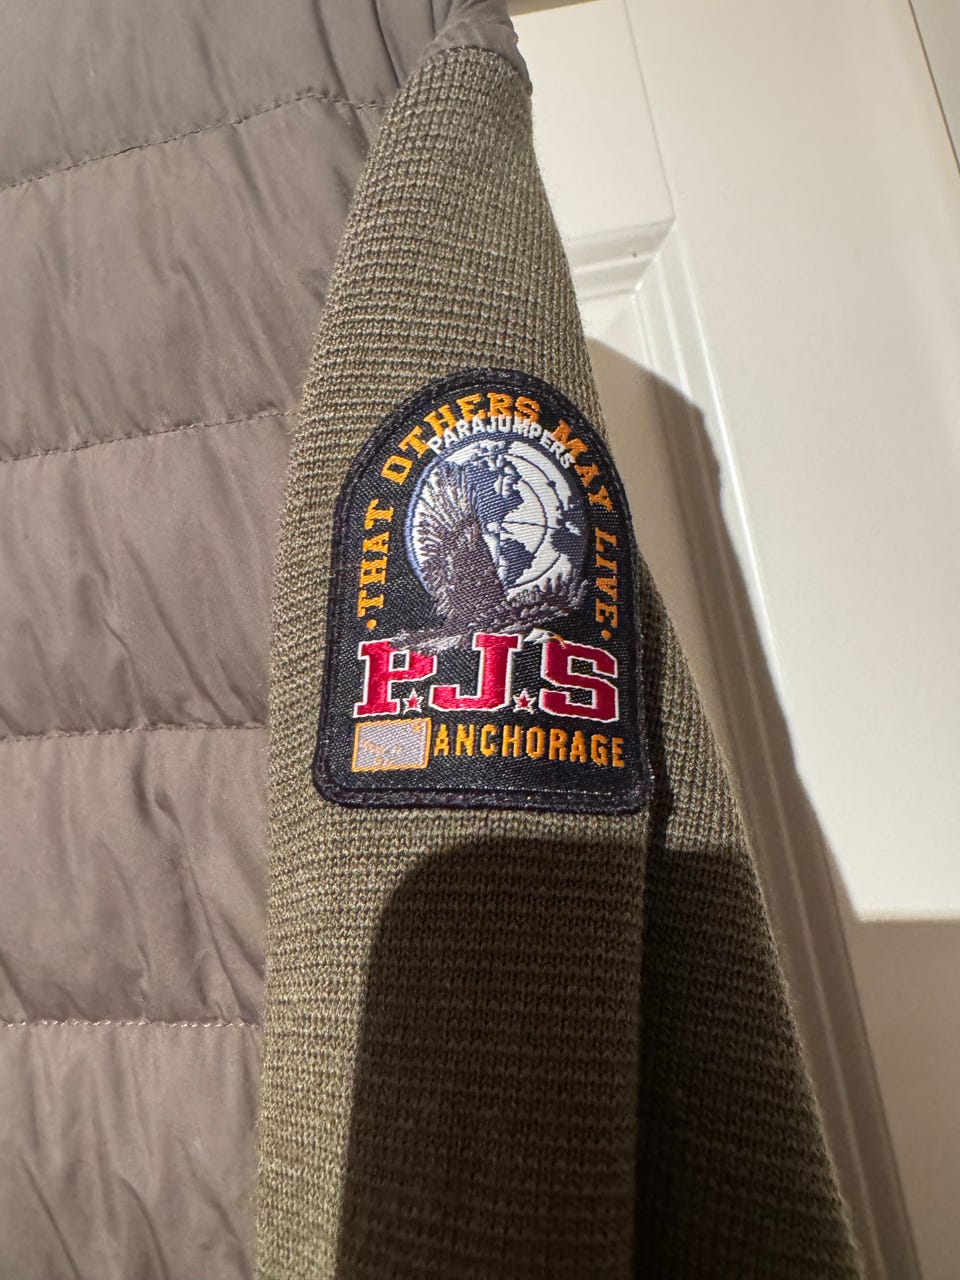 ·THAT OTHERS MAY LIVE·
PARAJUMPERS
P.J.S
ANCHORAGE